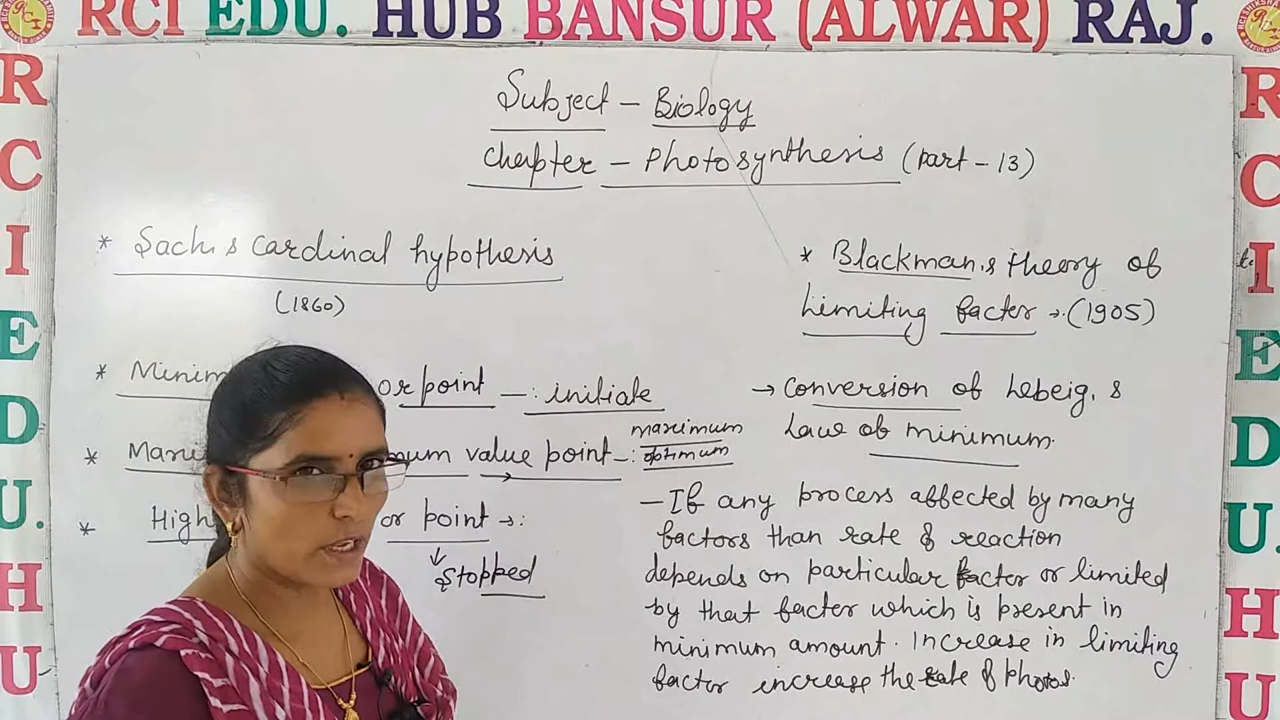 RCI EDU. HUB BANSUR (ALWAR) RAJ.
R
C
I
E
D
U.
H
U
Subject - Biology
Chapter - Photosynthesis (Part - 13)
* Sach,s Cardinal hypothesis
(1860)
* Minim or point -: initiate
* Maxi mum value point -: maximum
optimum
* High or point →:
↓
Stopped
* Blackman,s theory of
Limiting factor →:(1905)
→ Conversion of Lebeig,s
Law of minimum.
- If any process affected by many
factors than rate of reaction
depends on particular factor or limited
by that factor which is present in
minimum amount. Increase in limiting
factor increase the rate of photos.
R
C
I
E
D
U.
H
U